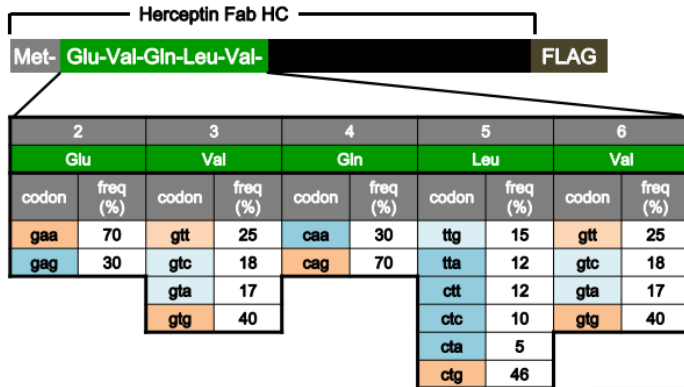 Herceptin Fab HC
Met- Glu-Val-Gln-Leu-Val- FLAG
2 3 4 5 6
Glu Val Gln Leu Val
codon freq (%) codon freq (%) codon freq (%) codon freq (%) codon freq (%)
gaa 70 gtt 25 caa 30 ttg 15 gtt 25
gag 30 gtc 18 cag 70 tta 12 gtc 18
gta 17 ctt 12 gta 17
gtg 40 ctc 10 gtg 40
cta 5
ctg 46